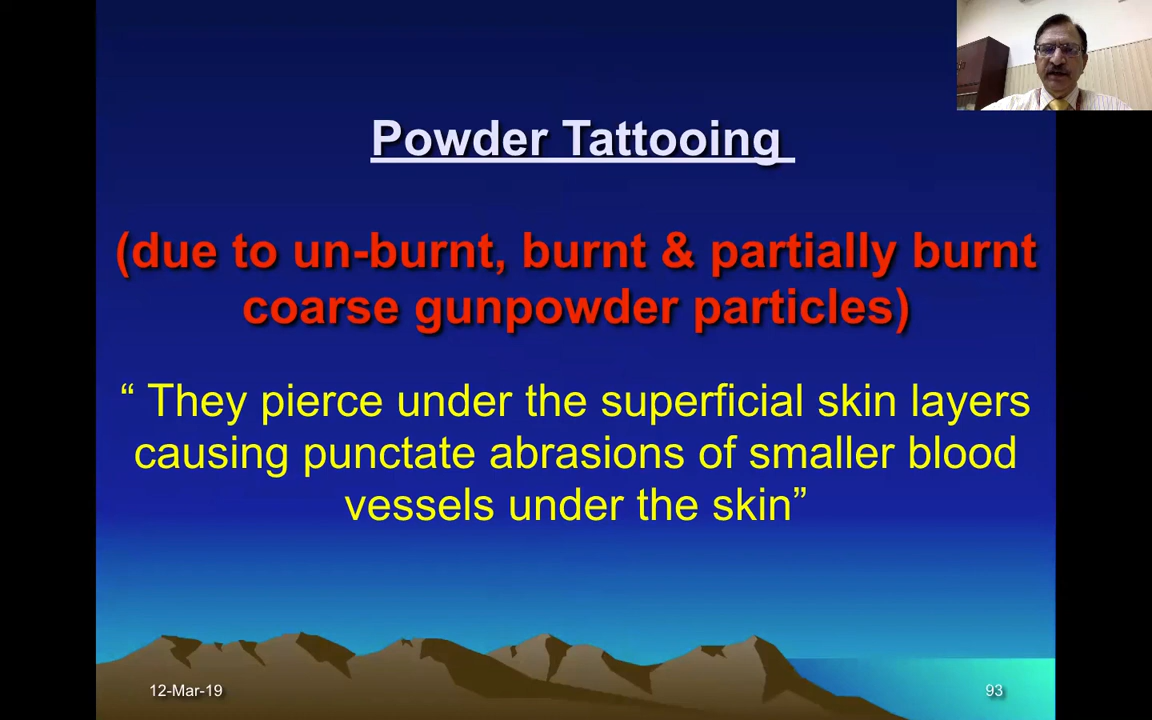 Powder Tattooing
(due to un-burnt, burnt & partially burnt
coarse gunpowder particles)
“ They pierce under the superficial skin layers
causing punctate abrasions of smaller blood
vessels under the skin”
12-Mar-19
93